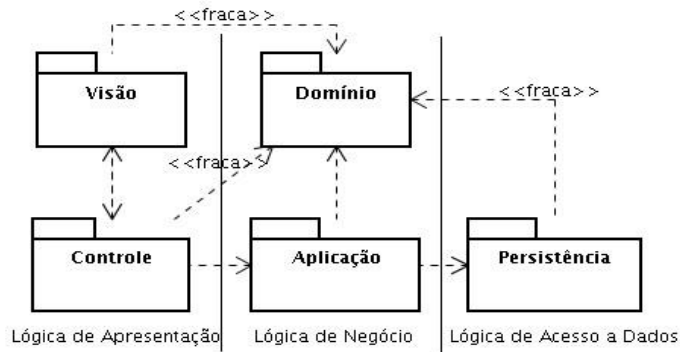 <<fraca>>
Visão
Domínio
<<fraca>>
<<fraca>>
Controle
Aplicação
Persistência
Lógica de Apresentação
Lógica de Negócio
Lógica de Acesso a Dados